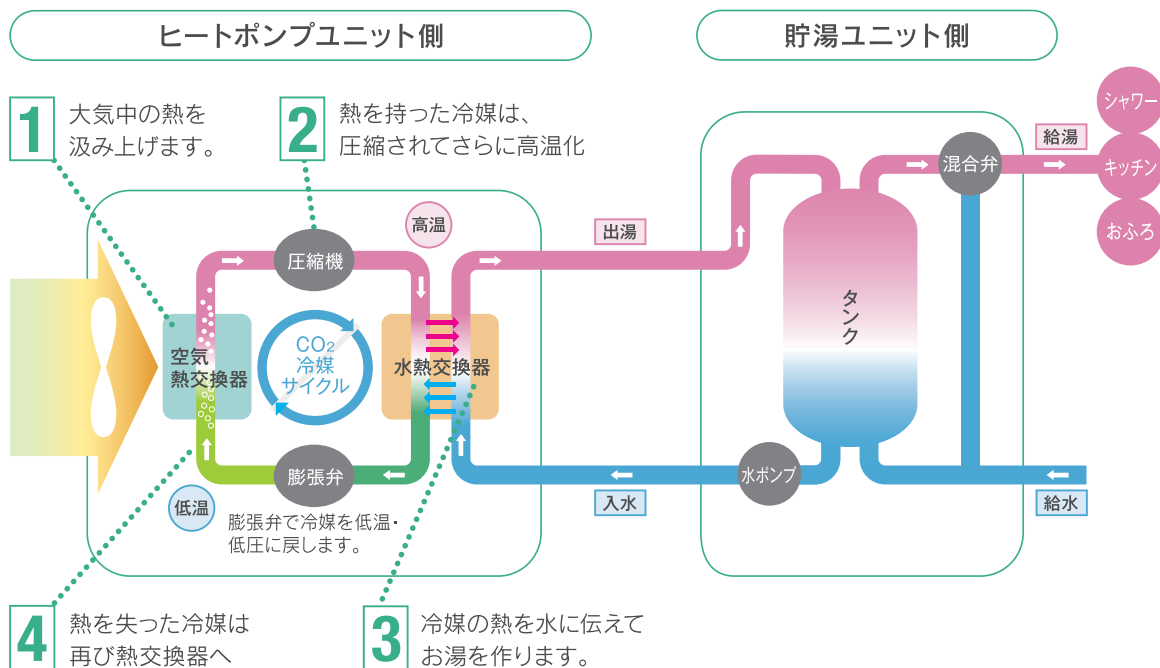 ヒートポンプユニット側
貯湯ユニット側
1
大気中の熱を
汲み上げます。
2
熱を持った冷媒は、
圧縮されてさらに高温化
シャワー
キッチン
おふろ
給湯
混合弁
高温
出湯
圧縮機
タンク
空気
熱交換器
CO₂
冷媒
サイクル
水熱交換器
膨張弁
水ポンプ
低温
入水
給水
膨張弁で冷媒を低温・
低圧に戻します。
4
熱を失った冷媒は
再び熱交換器へ
3
冷媒の熱を水に伝えて
お湯を作ります。